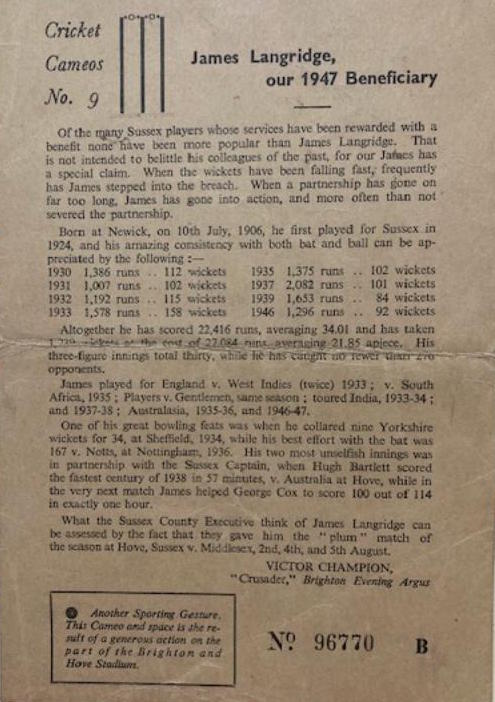 Cricket
Cameos
No. 9
James Langridge,
our 1947 Beneficiary
Of the many Sussex players whose services have been rewarded with a
benefit none have been more popular than James Langridge. That
is not intended to belittle his colleagues of the past, for our James has
a special claim. When the wickets have been falling fast, frequently
has James stepped into the breach. When a partnership has gone on
far too long, James has gone into action, and more often than not
severed the partnership.
Born at Newick, on 10th July, 1906, he first played for Sussex in
1924, and his amazing consistency with both bat and ball can be ap-
preciated by the following :—
1930 1,386 runs .. 112 wickets 1935 1,375 runs .. 102 wickets
1931 1,007 runs .. 102 wickets 1937 2,082 runs .. 101 wickets
1932 1,192 runs .. 115 wickets 1939 1,653 runs .. 84 wickets
1933 1,578 runs .. 158 wickets 1946 1,296 runs .. 92 wickets
Altogether he has scored 22,416 runs, averaging 34.01 and has taken
wickets at the cost of 27,084 runs, averaging 21.85 apiece. His
three-figure innings total thirty, while he has caught no fewer than
opponents.
James played for England v. West Indies (twice) 1933 ; v. South
Africa, 1935 ; Players v. Gentlemen, same season ; toured India, 1933-34 ;
and 1937-38 ; Australasia, 1935-36, and 1946-47.
One of his great bowling feats was when he collared nine Yorkshire
wickets for 34, at Sheffield, 1934, while his best effort with the bat was
167 v. Notts, at Nottingham, 1936. His two most unselfish innings was
in partnership with the Sussex Captain, when Hugh Bartlett scored
the fastest century of 1938 in 57 minutes, v. Australia at Hove, while in
the very next match James helped George Cox to score 100 out of 114
in exactly one hour.
What the Sussex County Executive think of James Langridge can
be assessed by the fact that they gave him the "plum" match of
the season at Hove, Sussex v. Middlesex, 2nd, 4th, and 5th August.
VICTOR CHAMPION,
"Crusader," Brighton Evening Argus
Another Sporting Gesture.
This Cameo and space is the re-
sult of a generous action on the
part of the Brighton and
Hove Stadium.
Nº 96770 B